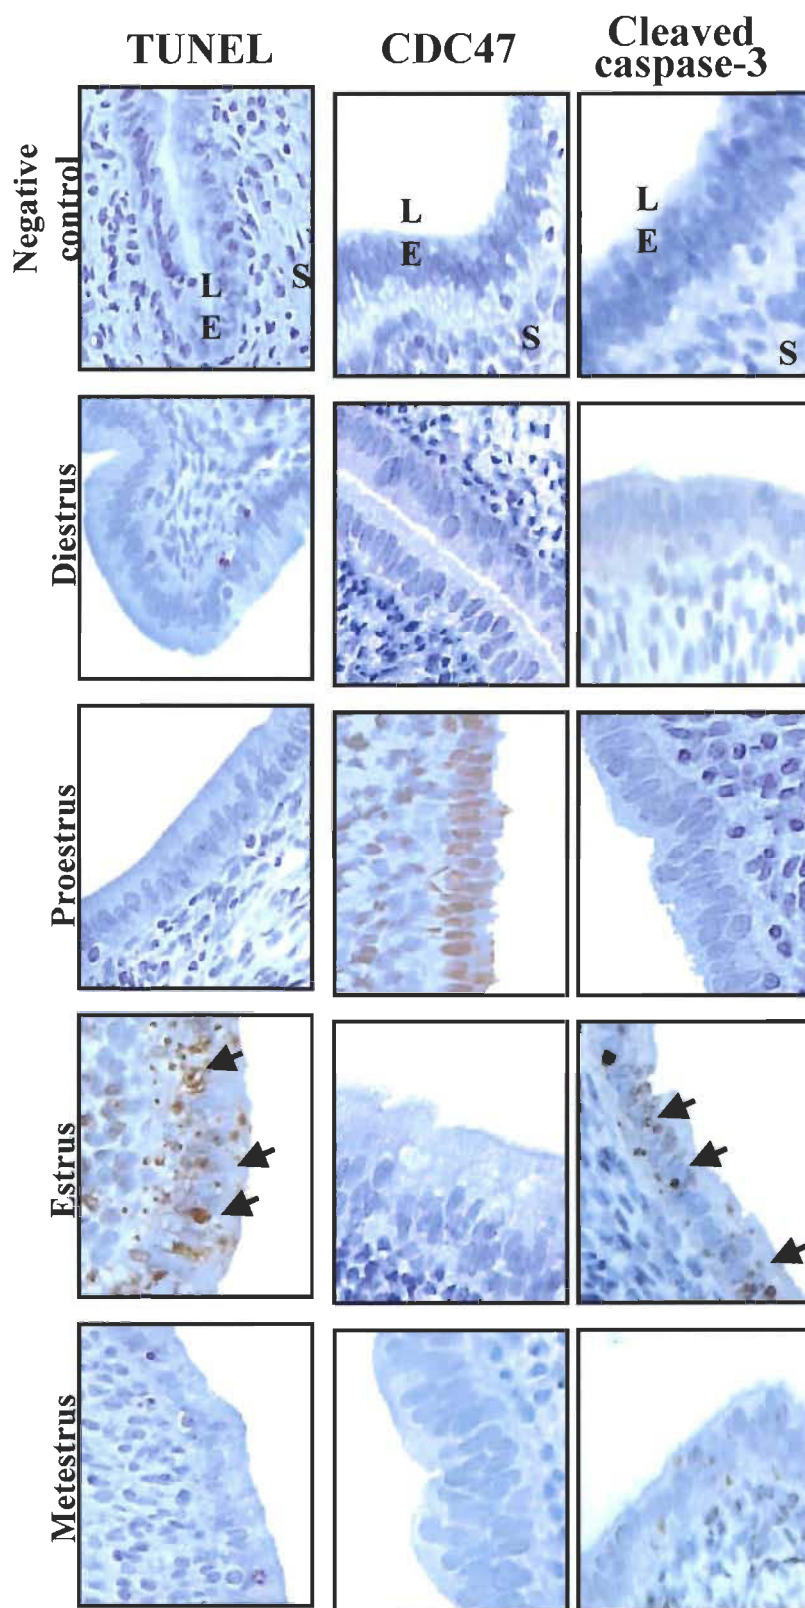 TUNEL
CDC47
Cleaved
caspase-3
Negative
control
L
E
S
L
E
S
L
E
S
Diestrus
Proestrus
Estrus
Metestrus